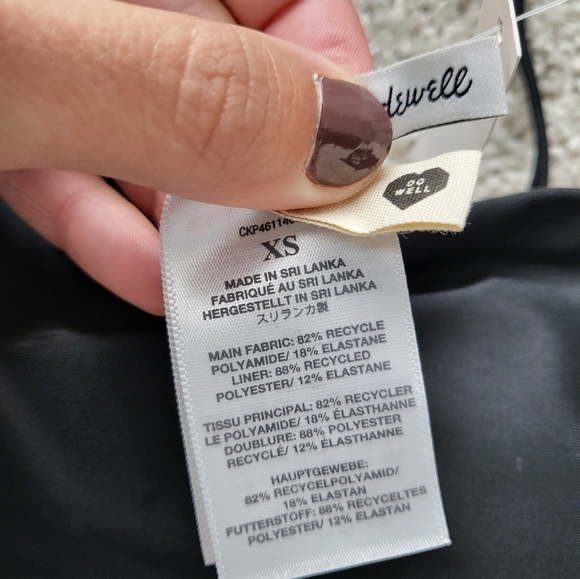 dewell
DO
WELL
CKP46114
XS
MADE IN SRI LANKA
FABRIQUÉ AU SRI LANKA
HERGESTELLT IN SRI LANKA
スリランカ製
MAIN FABRIC: 82% RECYCLE
POLYAMIDE/ 18% ELASTANE
LINER: 88% RECYCLED
POLYESTER/ 12% ELASTANE
TISSU PRINCIPAL: 82% RECYCLER
LE POLYAMIDE/ 18% ÉLASTHANNE
DOUBLURE: 88% POLYESTER
RECYCLÉ/ 12% ÉLASTHANNE
HAUPTGEWEBE:
82% RECYCELPOLYAMID/
18% ELASTAN
FUTTERSTOFF: 88% RECYCELTES
POLYESTER/ 12% ELASTAN